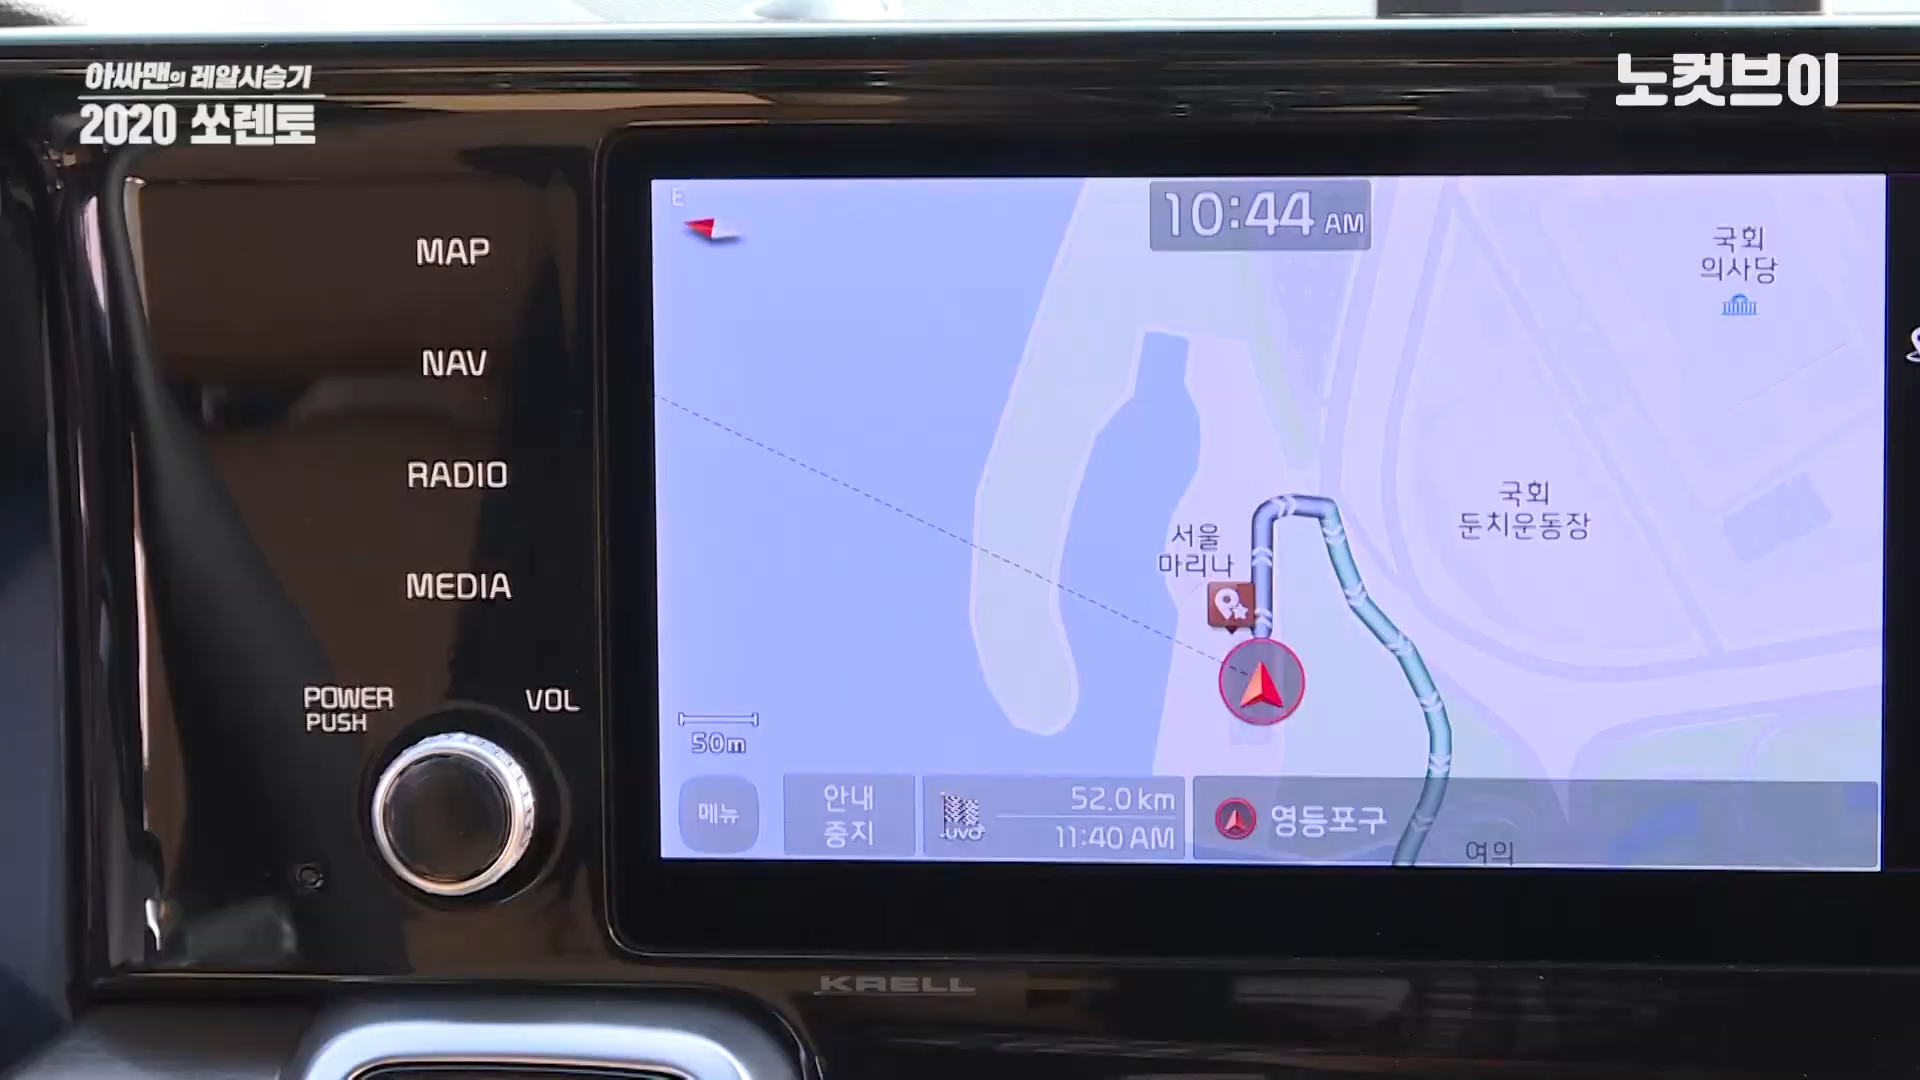 아싸맨의 레알시승기
2020 쏘렌토
노컷브이
MAP
NAV
RADIO
MEDIA
POWER
PUSH
VOL
E
10:44 AM
국회
의사당
국회
둔치운동장
서울
마리나
50m
메뉴
안내
중지
UVO
52.0 km
11:40 AM
영등포구
여의
KRELL